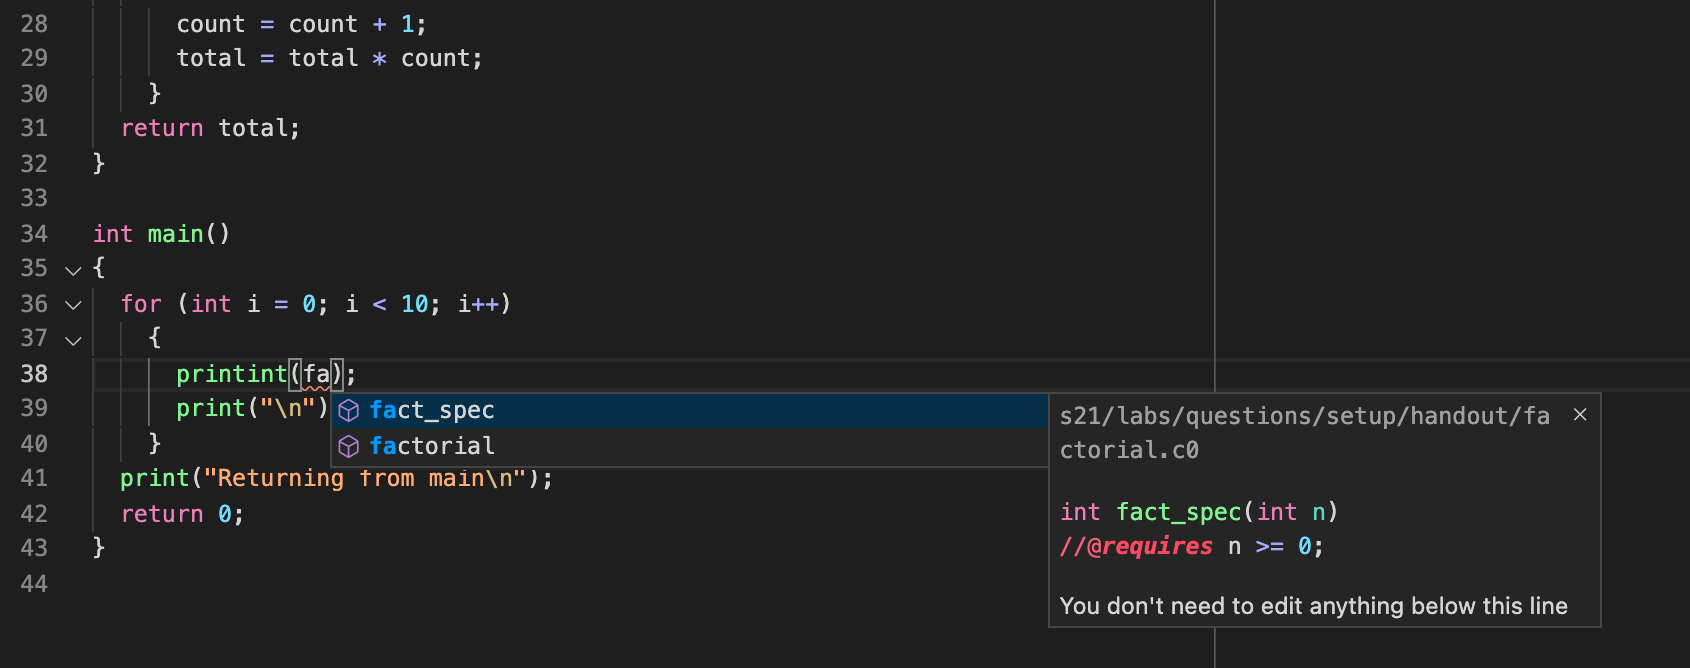 28 count = count + 1;
29 total = total * count;
30 }
31 return total;
32 }
33
34 int main()
35 {
36 for (int i = 0; i < 10; i++)
37 {
38 printint(fa);
39 print("\n")
fact_spec
40 }
factorial
41 print("Returning from main\n");
42 return 0;
43 }
44
s21/labs/questions/setup/handout/fa
ctorial.c0
int fact_spec(int n)
//@requires n >= 0;
You don't need to edit anything below this line